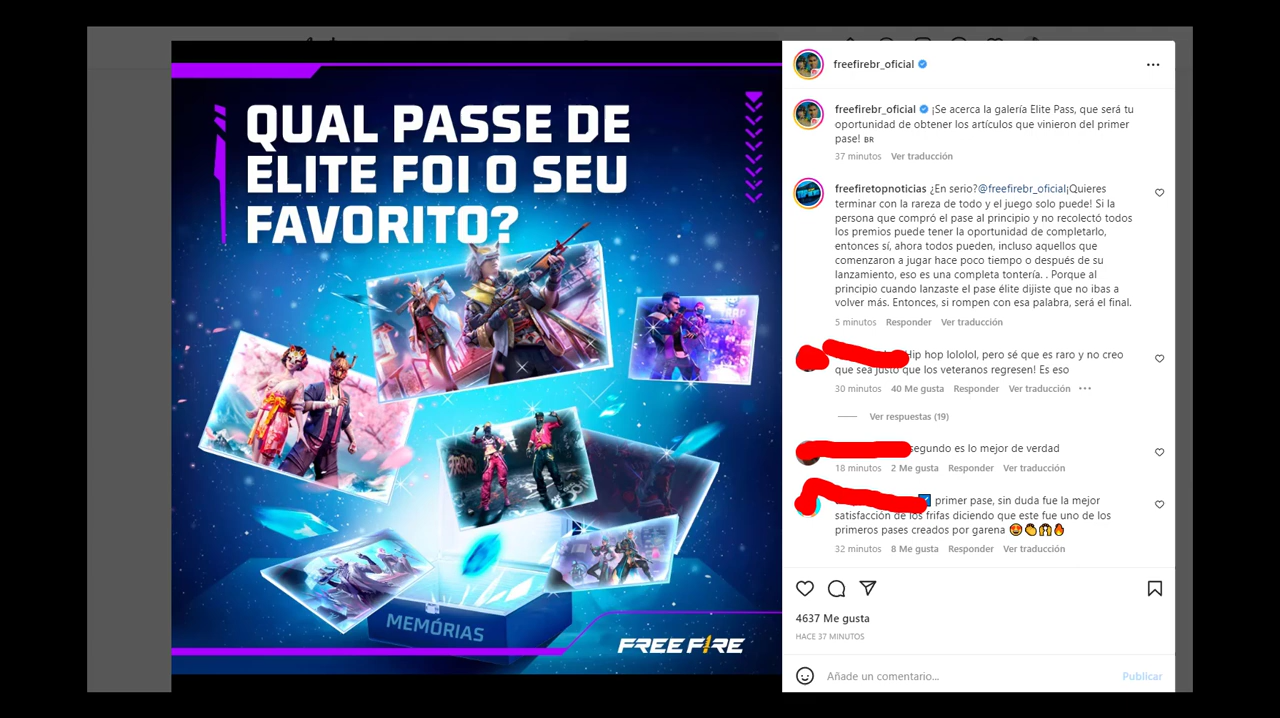 QUAL PASSE DE
ELITE FOI O SEU
FAVORITO?
TRAP
MEMÓRIAS
FREE FIRE
freefirebr_oficial
freefirebr_oficial ¡Se acerca la galería Elite Pass, que será tu
oportunidad de obtener los artículos que vinieron del primer
pase! BR
37 minutos Ver traducción
freefiretopnoticias ¿En serio?@freefirebr_oficial¡Quieres
terminar con la rareza de todo y el juego solo puede! Si la
persona que compró el pase al principio y no recolectó todos
los premios puede tener la oportunidad de completarlo,
entonces sí, ahora todos pueden, incluso aquellos que
comenzaron a jugar hace poco tiempo o después de su
lanzamiento, eso es una completa tontería. . Porque al
principio cuando lanzaste el pase élite dijiste que no ibas a
volver más. Entonces, si rompen con esa palabra, será el final.
5 minutos Responder Ver traducción
Hip hop lololol, pero sé que es raro y no creo
que sea justo que los veteranos regresen! Es eso
30 minutos 40 Me gusta Responder Ver traducción
Ver respuestas (19)
segundo es lo mejor de verdad
18 minutos 2 Me gusta Responder Ver traducción
primer pase, sin duda fue la mejor
satisfacción de los frifas diciendo que este fue uno de los
primeros pases creados por garena 🤩👏🙌🔥
32 minutos 8 Me gusta Responder Ver traducción
4637 Me gusta
HACE 37 MINUTOS
Añade un comentario...
Publicar